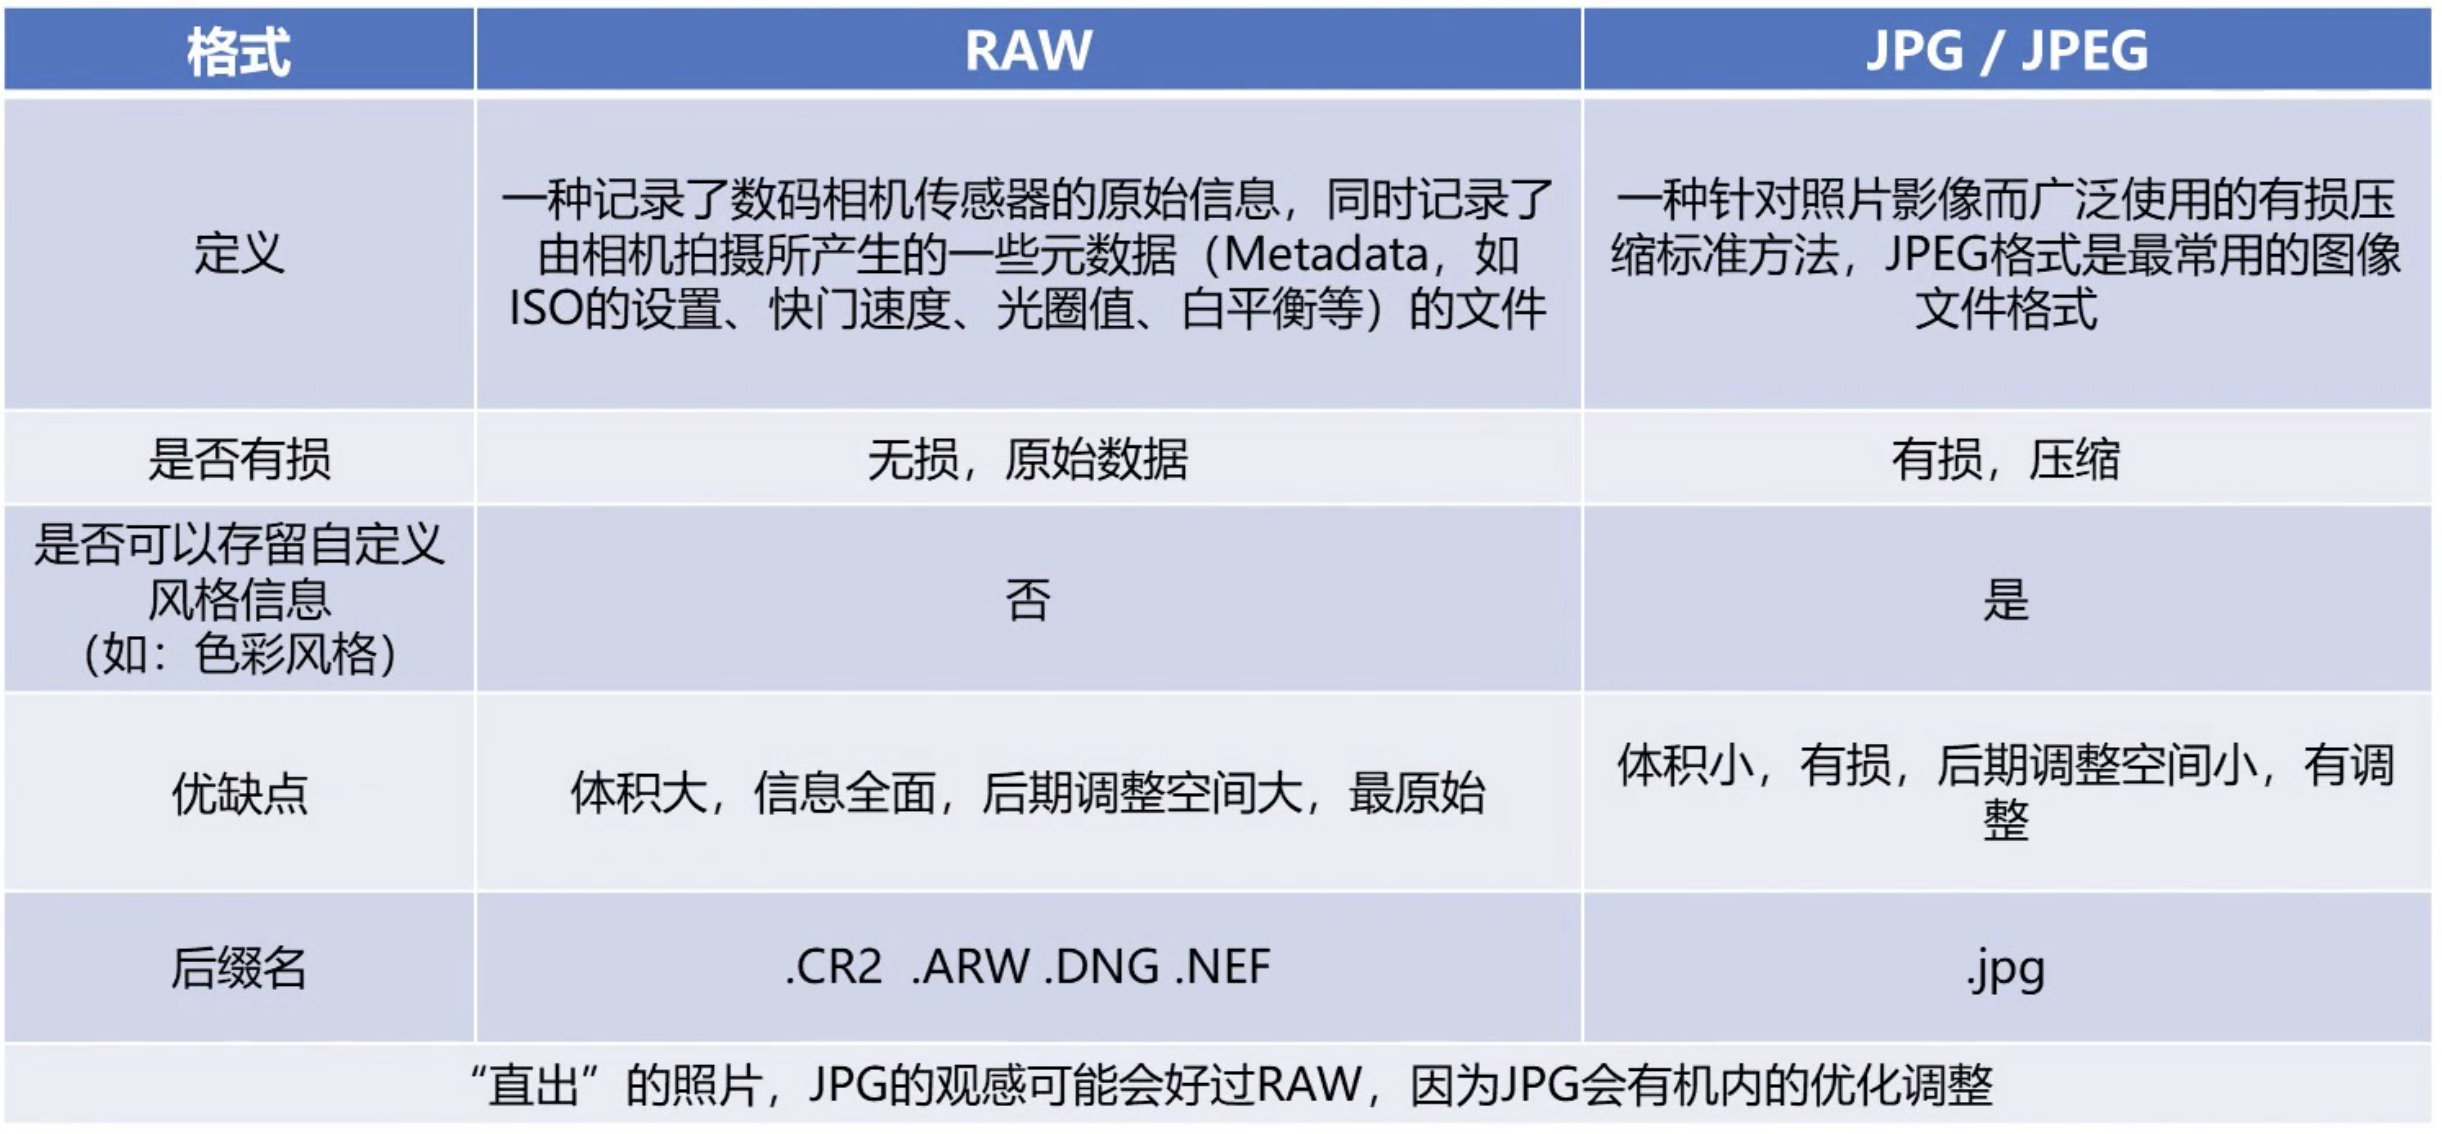 格式
RAW
JPG / JPEG
定义
一种记录了数码相机传感器的原始信息，同时记录了
由相机拍摄所产生的一些元数据（Metadata，如
ISO的设置、快门速度、光圈值、白平衡等）的文件
一种针对照片影像而广泛使用的有损压
缩标准方法，JPEG格式是最常用的图像
文件格式
是否有损
无损，原始数据
有损，压缩
是否可以存留自定义
风格信息
（如：色彩风格）
否
是
优缺点
体积大，信息全面，后期调整空间大，最原始
体积小，有损，后期调整空间小，有调
整
后缀名
.CR2  .ARW .DNG .NEF
.jpg
“直出”的照片，JPG的观感可能会好过RAW，因为JPG会有机内的优化调整